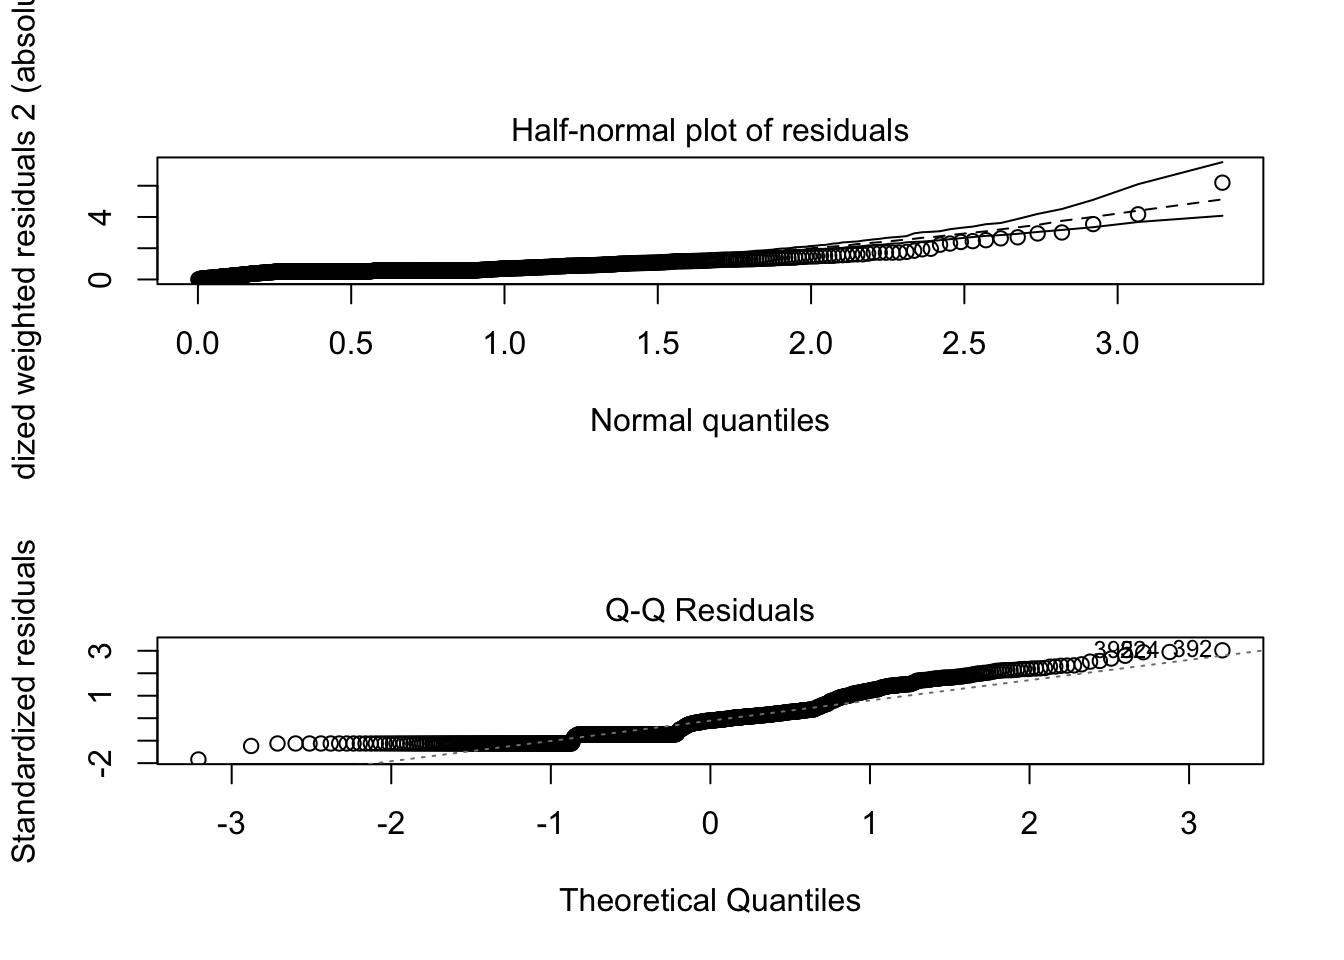 Half-normal plot of residuals
dized weighted residuals 2 (absolu
4
0
0.0 0.5 1.0 1.5 2.0 2.5 3.0
Normal quantiles
Q-Q Residuals
Standardized residuals
3
1
-2
392
-3 -2 -1 0 1 2 3
Theoretical Quantiles